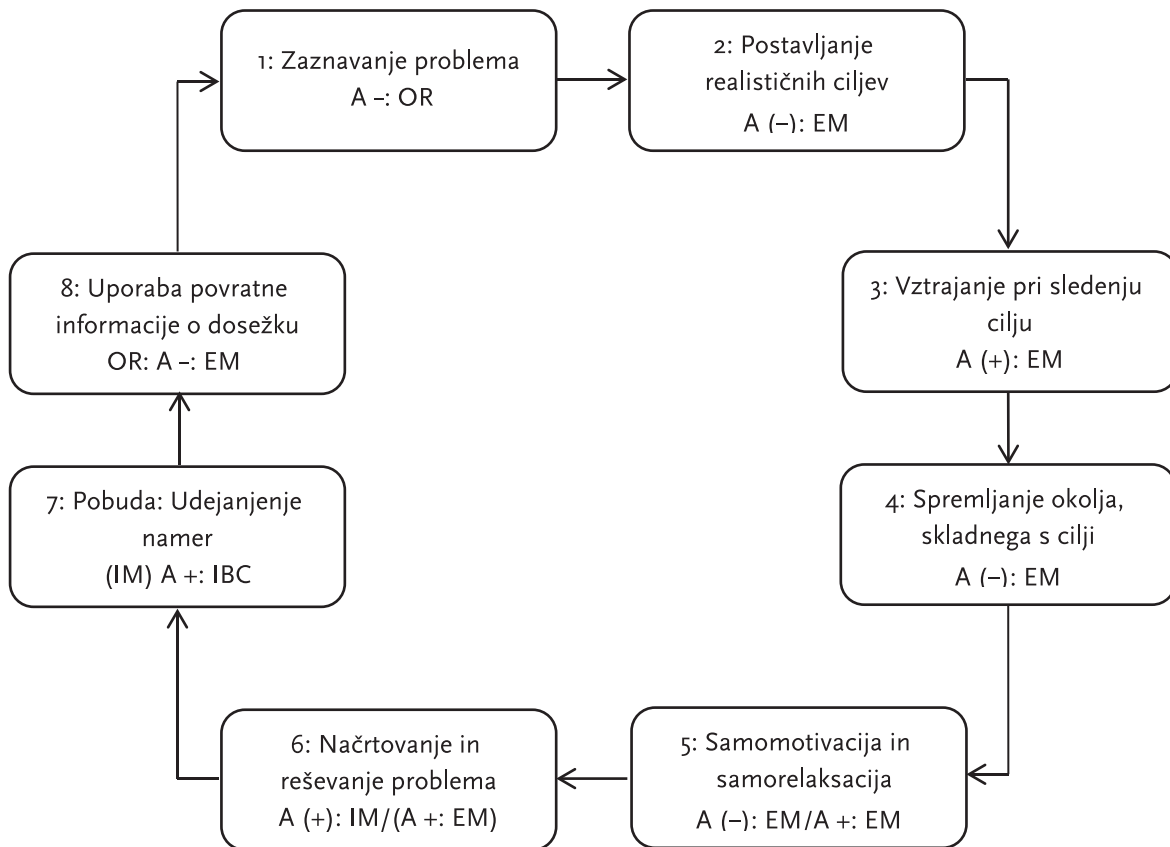 1: Zaznavanje problema
A –: OR
2: Postavljanje
realističnih ciljev
A (–): EM
3: Vztrajanje pri sledenju
cilju
A (+): EM
4: Spremljanje okolja,
skladnega s cilji
A (–): EM
5: Samomotivacija in
samorelaksacija
A (–): EM/A +: EM
6: Načrtovanje in
reševanje problema
A (+): IM/(A +: EM)
7: Pobuda: Udejanjenje
namer
(IM) A +: IBC
8: Uporaba povratne
informacije o dosežku
OR: A –: EM